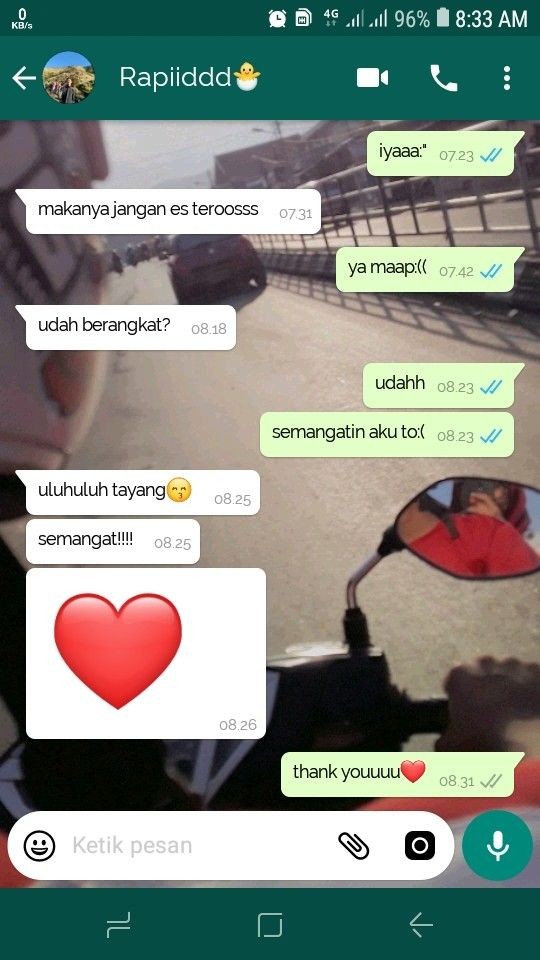 0
KB/s
4G
96%
8:33 AM
Rapiiddd🐣
iyaaa:" 07.23
makanya jangan es teroosss 07.31
ya maap:(( 07.42
udah berangkat? 08.18
udahh 08.23
semangatin aku to:( 08.23
uluhuluh tayang😙 08.25
semangat!!!! 08.25
❤️
08.26
thank youuuu❤️ 08.31
Ketik pesan